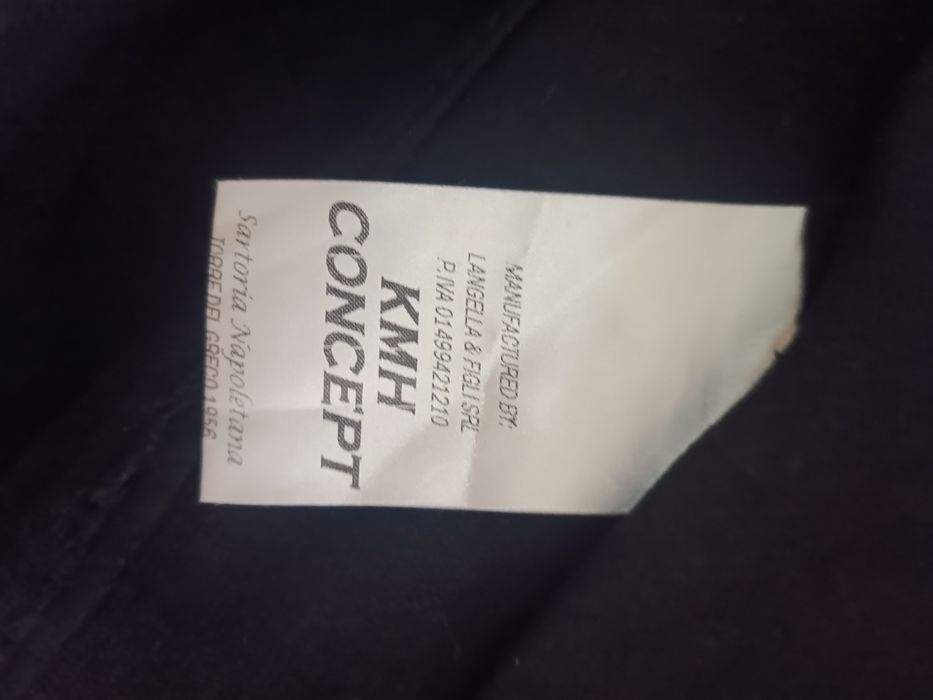 MANUFACTURED BY:
LANGELLA & FIGLI SRL
P.IVA 01499421210
KMH
CONCEPT
Sartoria Napoletana
TORRE DEL GRECO 1956